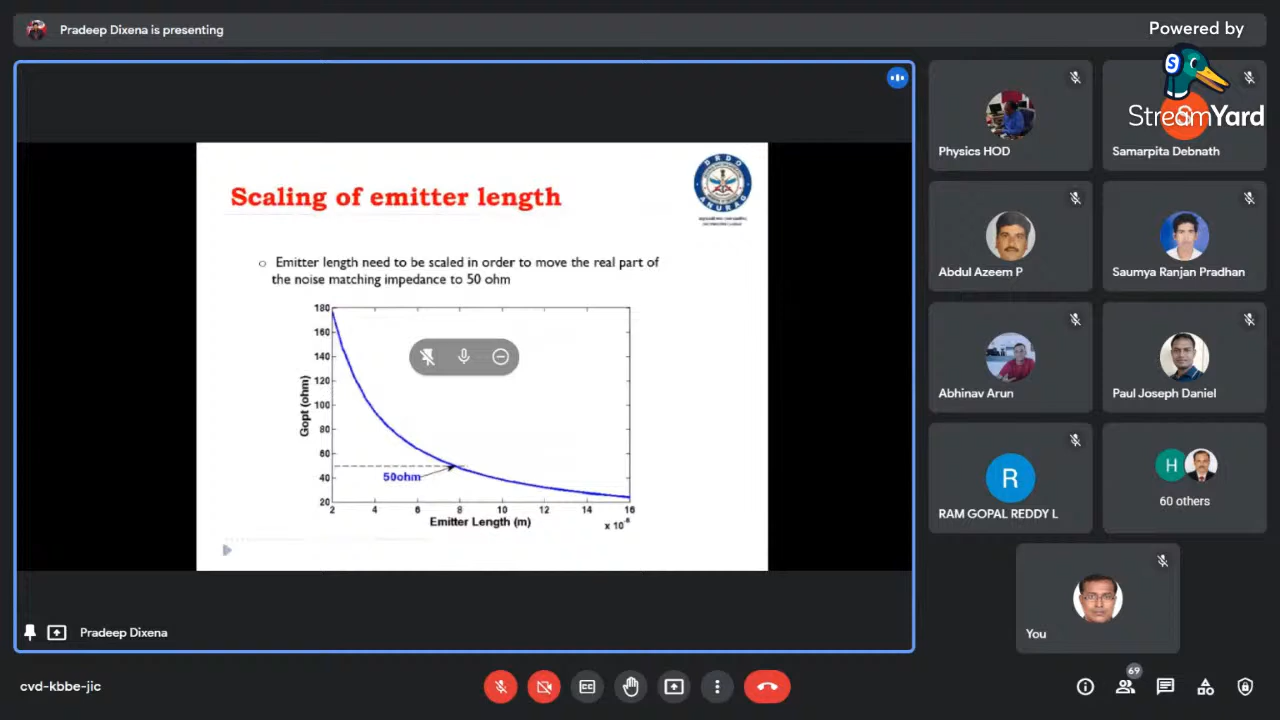 Pradeep Dixena is presenting
Powered by
StreamYard
S
Scaling of emitter length
DRDO
ANURAG
Emitter length need to be scaled in order to move the real part of
the noise matching impedance to 50 ohm
180
160
140
120
100
80
60
40
20
Gopt (ohm)
50ohm
2 4 6 8 10 12 14 16
Emitter Length (m)
x 10⁻⁶
Pradeep Dixena
Physics HOD
S
Samarpita Debnath
Abdul Azeem P
Saumya Ranjan Pradhan
Abhinav Arun
Paul Joseph Daniel
R
RAM GOPAL REDDY L
H
60 others
You
cvd-kbbe-jic
CC
69